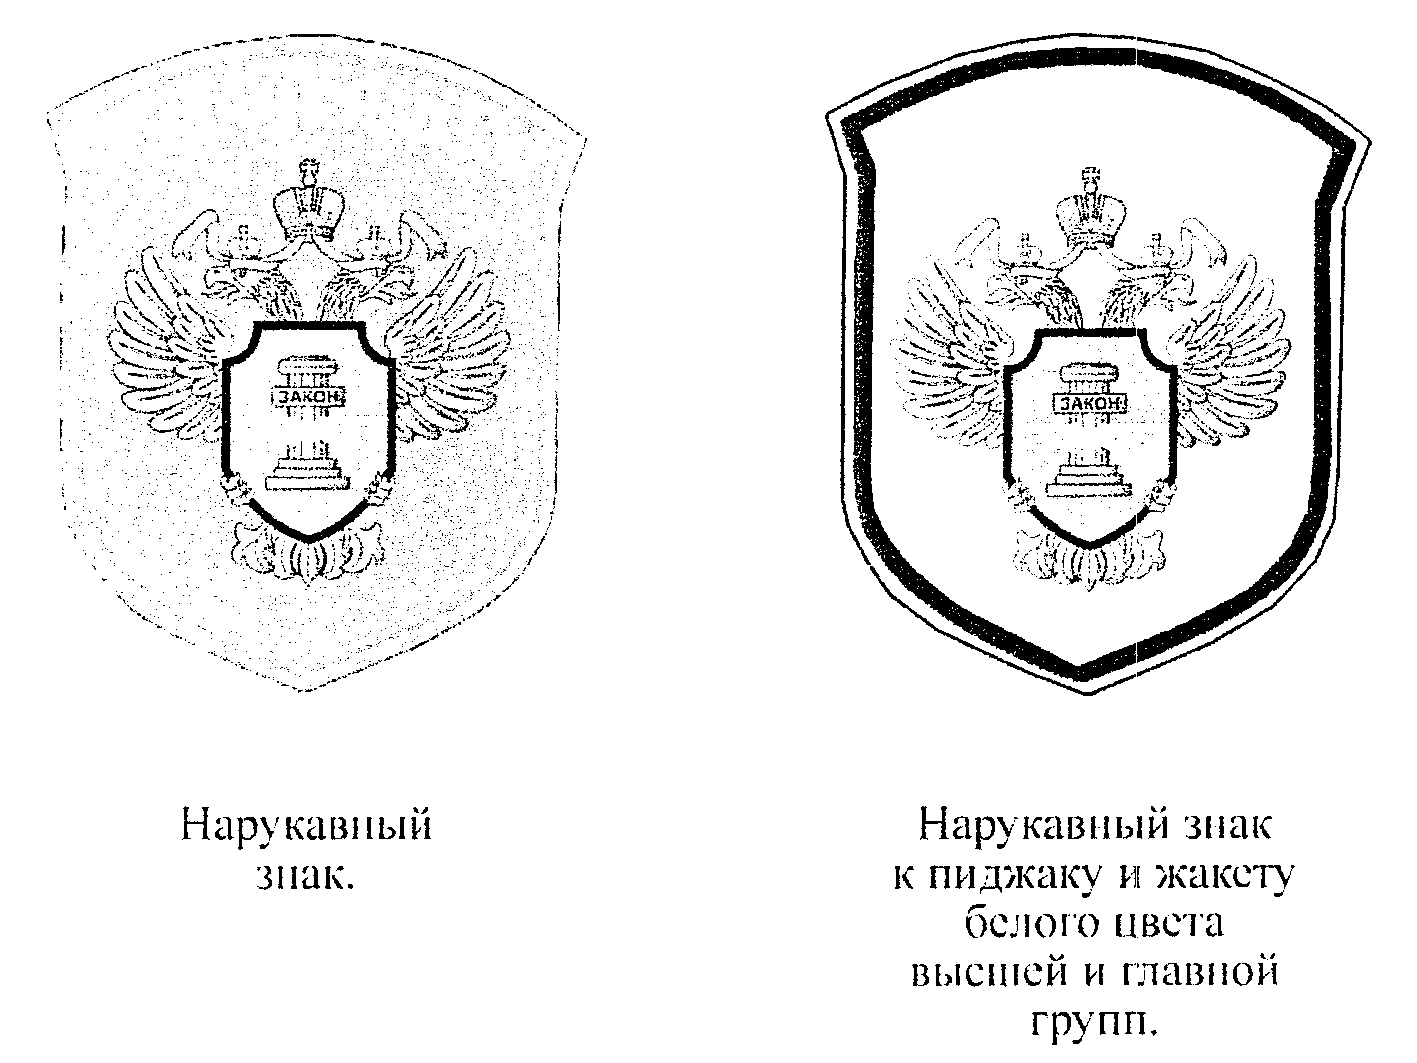 ЗАКОН
ЗАКОН
Нарукавный
знак.
Нарукавный знак
к пиджаку и жакету
белого цвета
высшей и главной
групп.